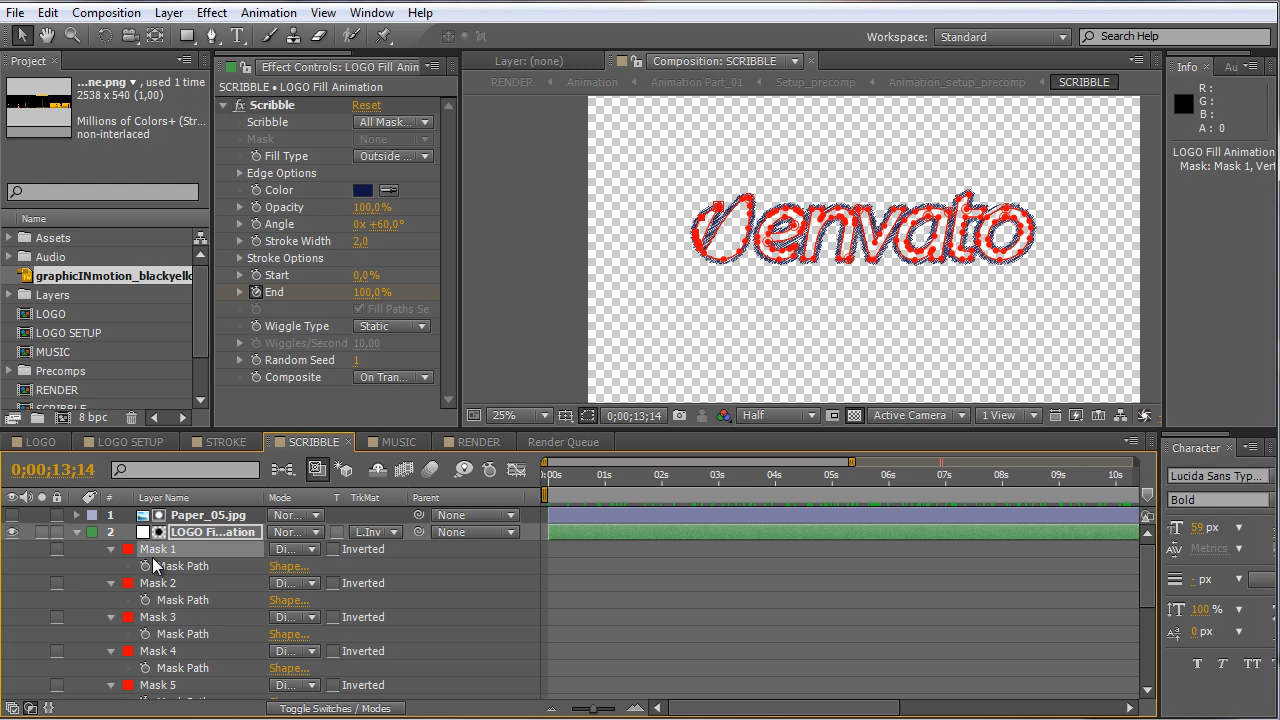 File Edit Composition Layer Effect Animation View Window Help
Workspace: Standard Search Help
Project
...ne.png▼, used 1 time
2538 x 540 (1,00)
Millions of Colors+ (Str...
non-interlaced
Name
Assets
Audio
graphicINmotion_blackyello
Layers
LOGO
LOGO SETUP
MUSIC
Precomps
RENDER
SCRIBBLE
8 bpc
Effect Controls: LOGO Fill Anim
SCRIBBLE • LOGO Fill Animation
fx Scribble Reset
Scribble All Mask...
Mask None
Fill Type Outside ...
Edge Options
Color
Opacity 100,0%
Angle 0x +60,0°
Stroke Width 2,0
Stroke Options
Start 0,0%
End 100,0%
Fill Paths Se
Wiggle Type Static
Wiggles/Second 10,00
Random Seed 1
Composite On Tran...
Layer: (none) Composition: SCRIBBLE
RENDER Animation Animation Part_01 Setup_precomp Animation_setup_precomp SCRIBBLE
envato
25% 0;00;13;14 Half Active Camera 1 View
Info Au
R :
G :
B :
A : 0
LOGO Fill Animation
Mask: Mask 1, Vert
LOGO LOGO SETUP STROKE SCRIBBLE MUSIC RENDER Render Queue
0;00;13;14
:00s 01s 02s 03s 04s 05s 06s 07s 08s 09s 10s
# Layer Name Mode T TrkMat Parent
1 Paper_05.jpg Nor... None
2 LOGO Fi...ation Nor... L.Inv None
Mask 1 Di... Inverted
Mask Path Shape...
Mask 2 Di... Inverted
Mask Path Shape...
Mask 3 Di... Inverted
Mask Path Shape...
Mask 4 Di... Inverted
Mask Path Shape...
Mask 5 Di... Inverted
Toggle Switches / Modes
Character
Lucida Sans Typ...
Bold
59 px
Metrics
- px
100 %
0 px
T T TT